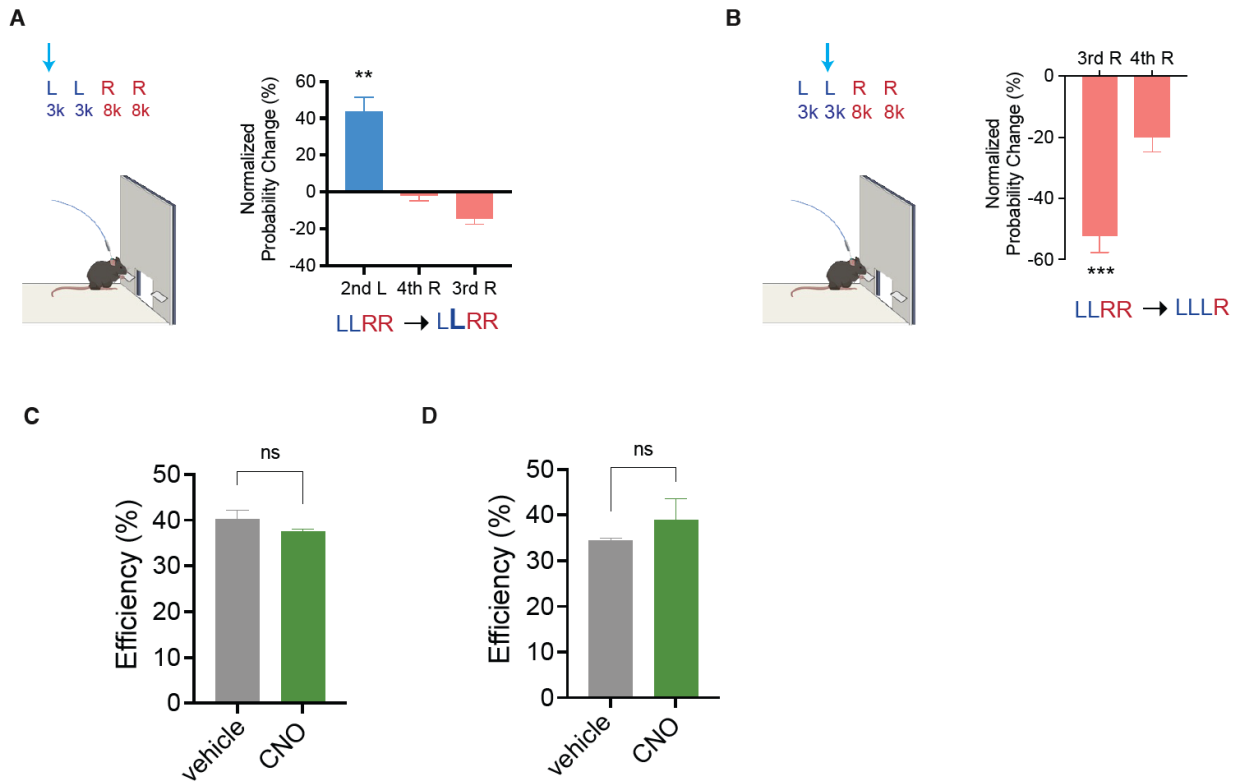 A
L L R R
3k 3k 8k 8k
Normalized
Probability Change (%)
60
40
20
0
-20
-40
**
2nd L 4th R 3rd R
LLRR → LLRR
B
L L R R
3k 3k 8k 8k
Normalized
Probability Change (%)
3rd R 4th R
0
-20
-40
-60
***
LLRR → LLLR
C
Efficiency (%)
50
40
30
20
10
0
ns
vehicle
CNO
D
Efficiency (%)
50
40
30
20
10
0
ns
vehicle
CNO